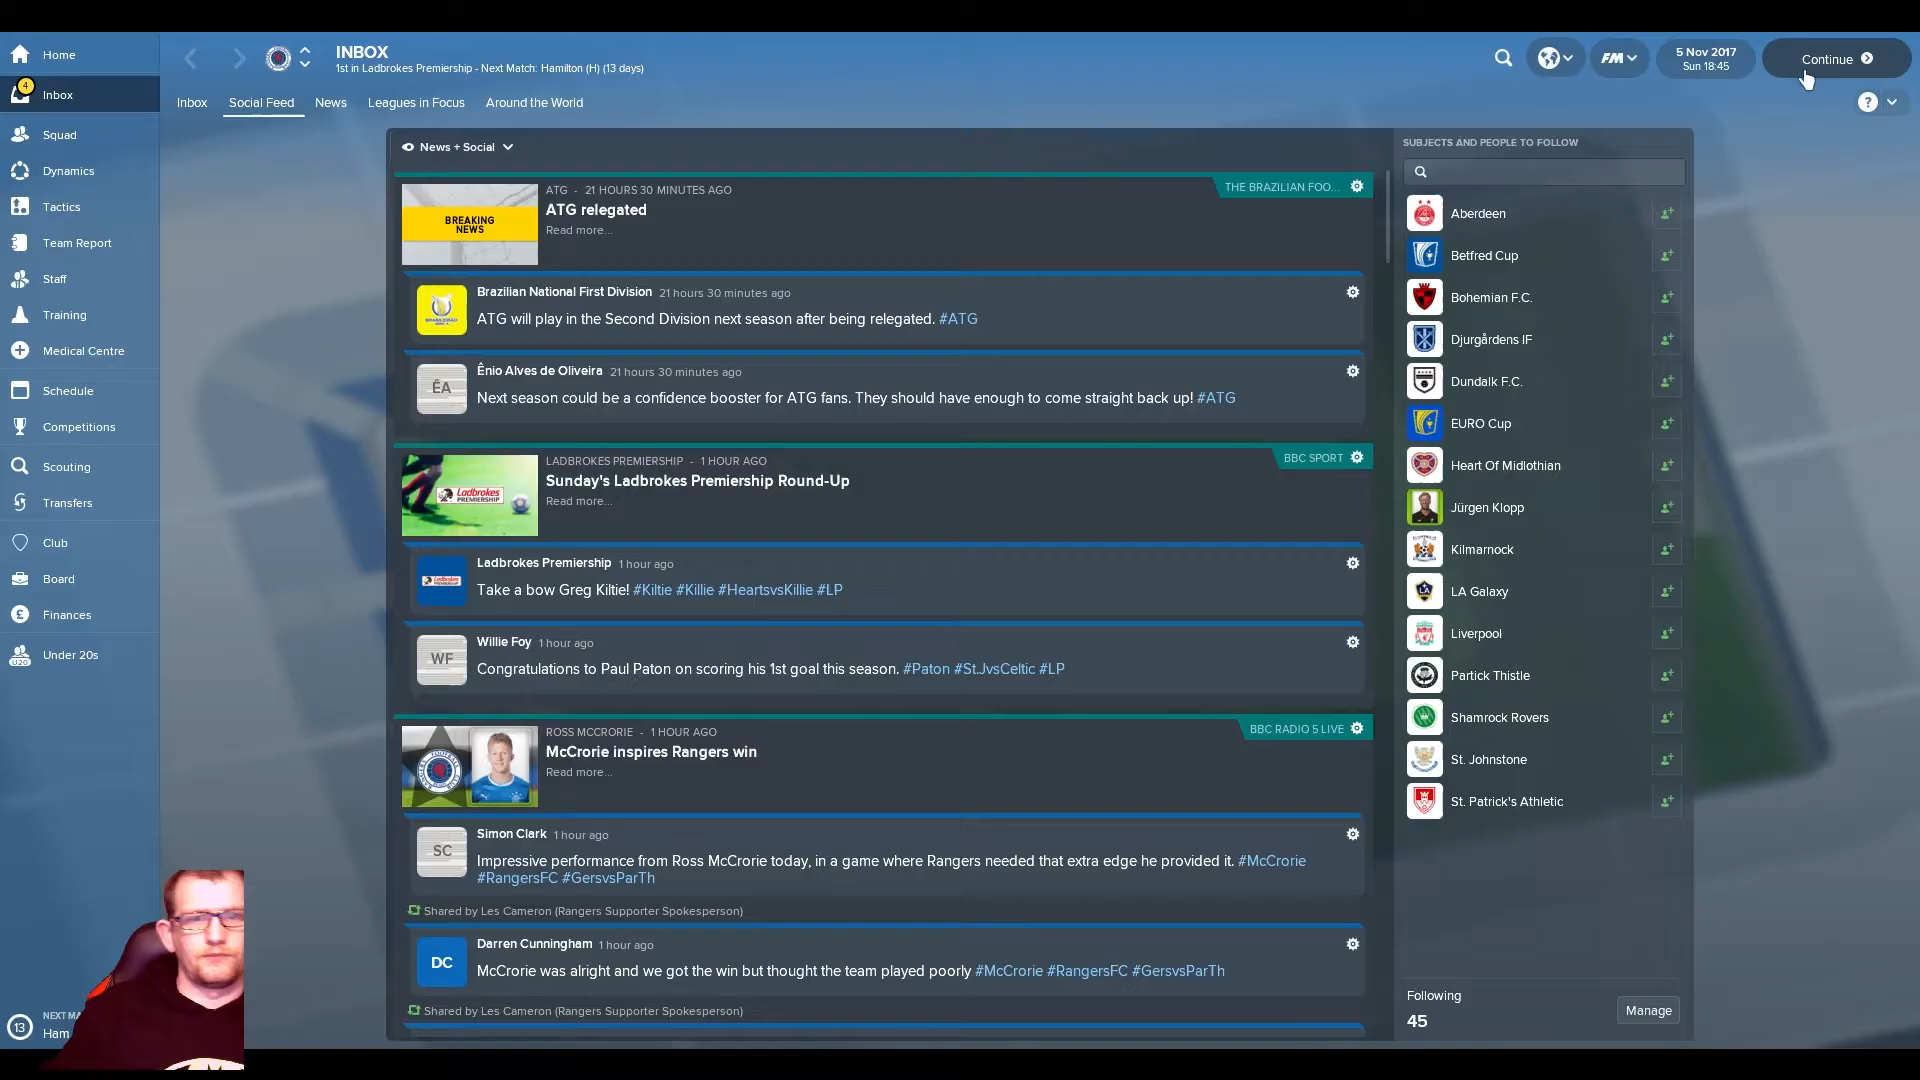 Home
4
Inbox
Squad
Dynamics
Tactics
Team Report
Staff
Training
Medical Centre
Schedule
Competitions
Scouting
Transfers
Club
Board
Finances
U20
Under 20s
13
NEXT MA
Ham
INBOX
1st in Ladbrokes Premiership - Next Match: Hamilton (H) (13 days)
FM
5 Nov 2017
Sun 18:45
Continue
?
Inbox
Social Feed
News
Leagues in Focus
Around the World
News + Social
BREAKING
NEWS
ATG - 21 HOURS 30 MINUTES AGO
THE BRAZILIAN FOO...
ATG relegated
Read more...
Brazilian National First Division 21 hours 30 minutes ago
ATG will play in the Second Division next season after being relegated. #ATG
ÊA
Ênio Alves de Oliveira 21 hours 30 minutes ago
Next season could be a confidence booster for ATG fans. They should have enough to come straight back up! #ATG
Ladbrokes
PREMIERSHIP
LADBROKES PREMIERSHIP - 1 HOUR AGO
BBC SPORT
Sunday's Ladbrokes Premiership Round-Up
Read more...
Ladbrokes Premiership 1 hour ago
Take a bow Greg Kiltie! #Kiltie #Killie #HeartsvsKillie #LP
WF
Willie Foy 1 hour ago
Congratulations to Paul Paton on scoring his 1st goal this season. #Paton #St.JvsCeltic #LP
ROSS MCCRORIE - 1 HOUR AGO
BBC RADIO 5 LIVE
McCrorie inspires Rangers win
Read more...
SC
Simon Clark 1 hour ago
Impressive performance from Ross McCrorie today, in a game where Rangers needed that extra edge he provided it. #McCrorie
#RangersFC #GersvsParTh
Shared by Les Cameron (Rangers Supporter Spokesperson)
DC
Darren Cunningham 1 hour ago
McCrorie was alright and we got the win but thought the team played poorly #McCrorie #RangersFC #GersvsParTh
Shared by Les Cameron (Rangers Supporter Spokesperson)
SUBJECTS AND PEOPLE TO FOLLOW
Aberdeen
Betfred Cup
Bohemian F.C.
Djurgårdens IF
Dundalk F.C.
EURO Cup
Heart Of Midlothian
Jürgen Klopp
Kilmarnock
LA Galaxy
Liverpool
Partick Thistle
Shamrock Rovers
St. Johnstone
St. Patrick's Athletic
Following
45
Manage